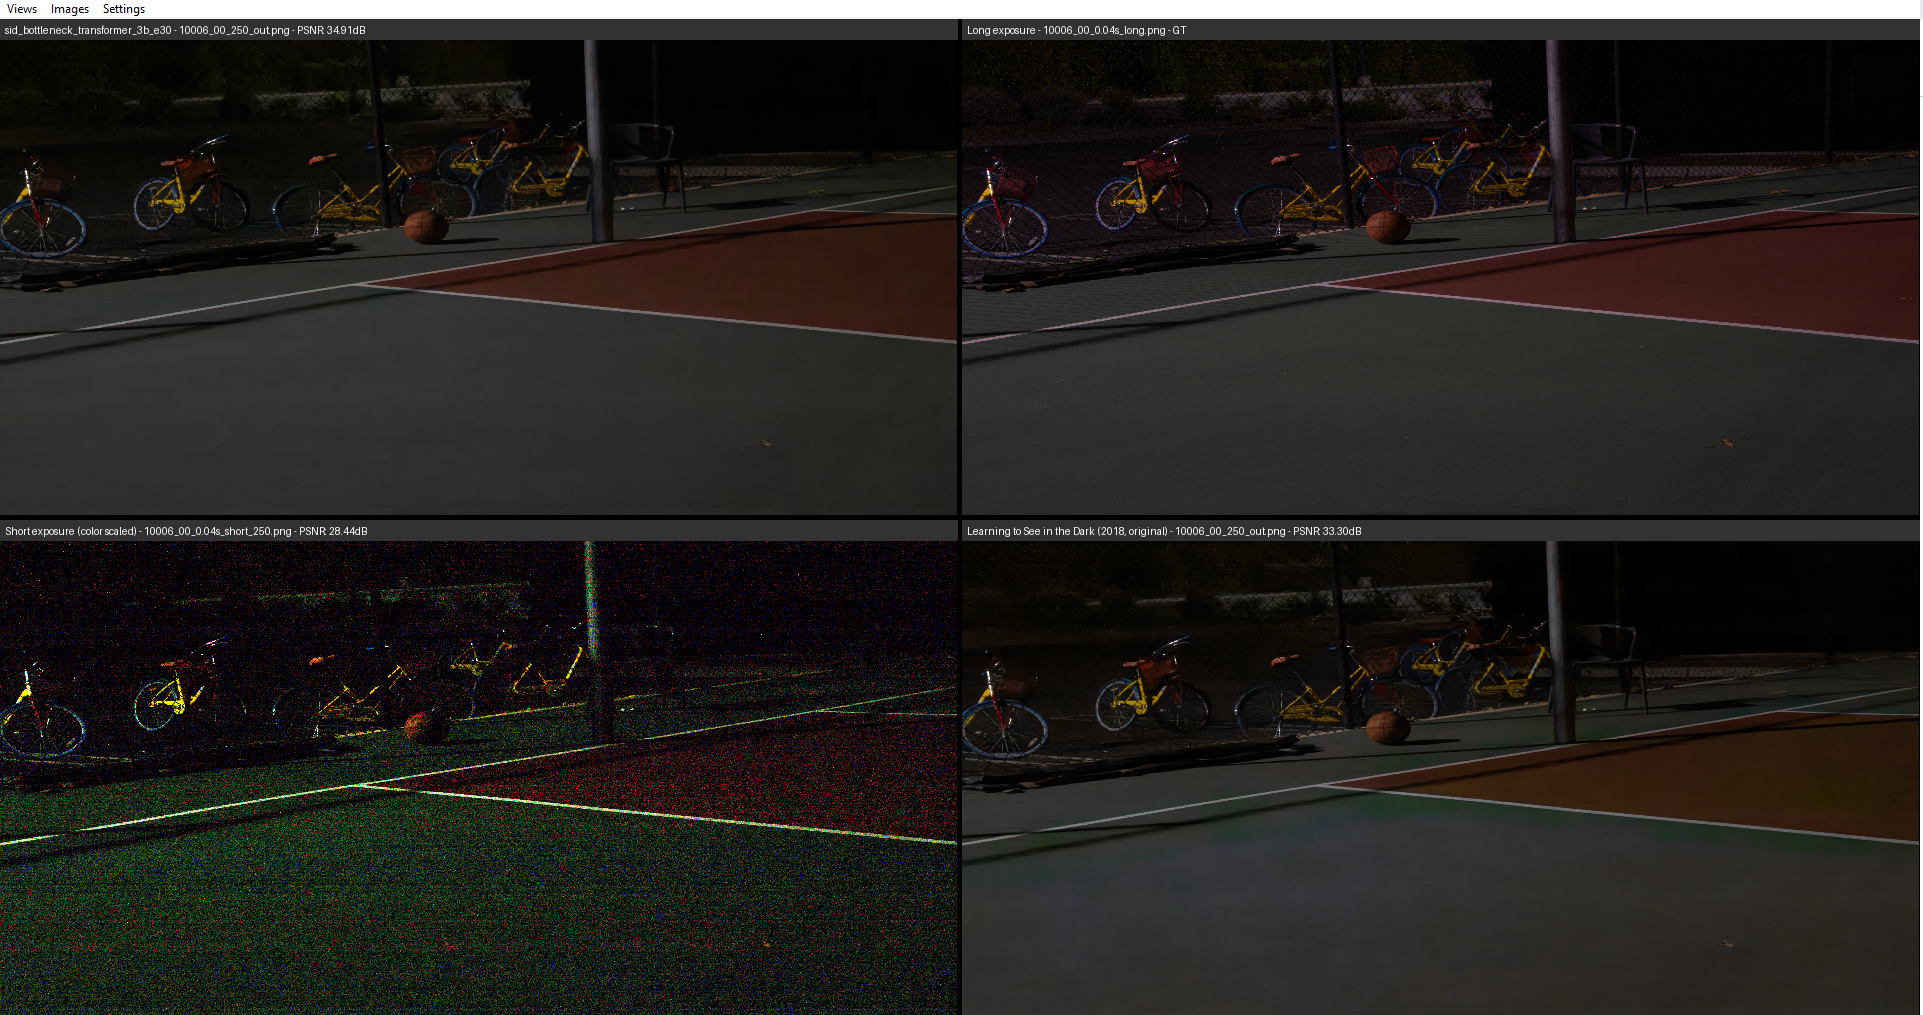 Views Images Settings
sid_bottleneck_transformer_3b_e30 - 10006_00_250_out.png - PSNR: 34.91dB
Long exposure - 10006_00_0.04s_long.png - GT
Short exposure (color scaled) - 10006_00_0.04s_short_250.png - PSNR: 28.44dB
Learning to See in the Dark (2018, original) - 10006_00_250_out.png - PSNR: 33.30dB